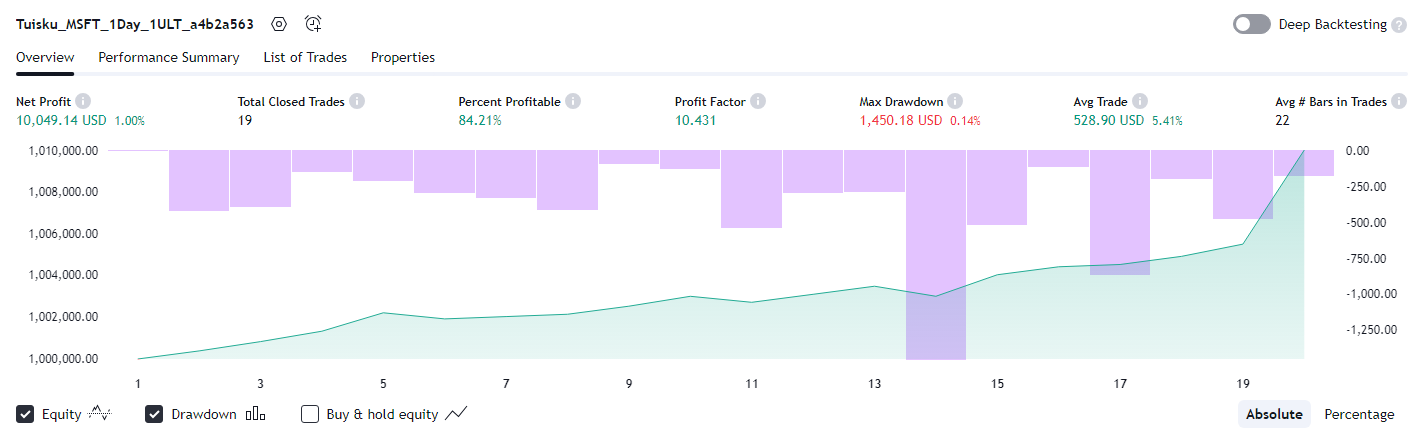 Tuisku_MSFT_1Day_1ULT_a4b2a563 Deep Backtesting ?
Overview Performance Summary List of Trades Properties
Net Profit i Total Closed Trades i Percent Profitable i Profit Factor i Max Drawdown i Avg Trade i Avg # Bars in Trades i
10,049.14 USD 1.00% 19 84.21% 10.431 1,450.18 USD 0.14% 528.90 USD 5.41% 22
1,010,000.00 0.00
1,008,000.00 -250.00
1,006,000.00 -500.00
1,004,000.00 -750.00
1,002,000.00 -1,000.00
1,000,000.00 -1,250.00
1 3 5 7 9 11 13 15 17 19
Equity Drawdown Buy & hold equity Absolute Percentage